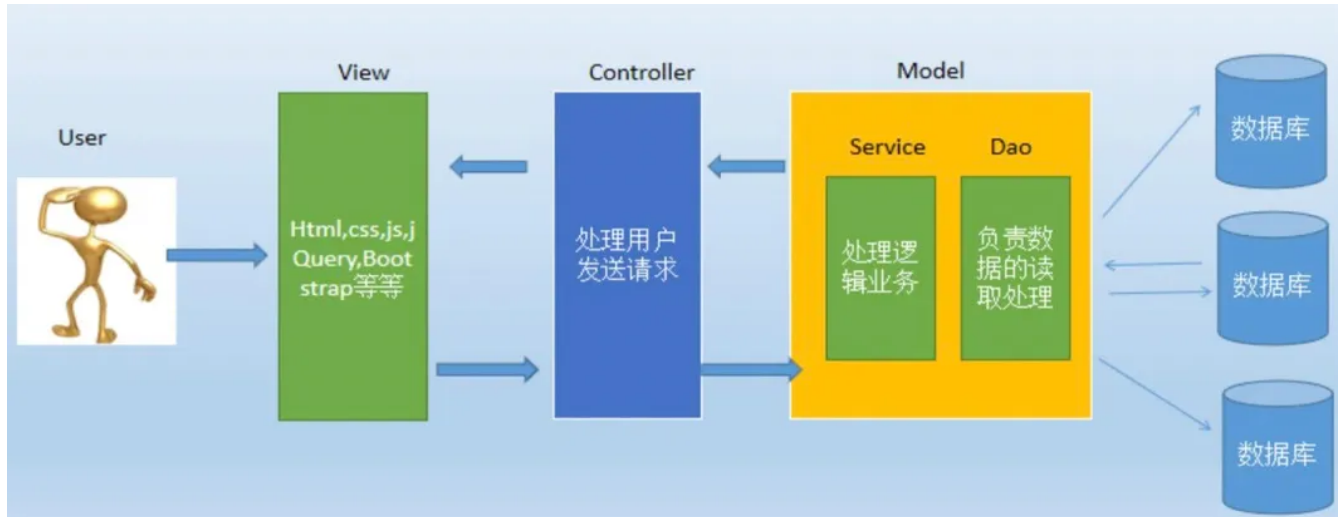 User
View
Html,css,js,j
Query,Boot
strap等等
Controller
处理用户
发送请求
Model
Service
处理逻
辑业务
Dao
负责数
据的读
取处理
数据库
数据库
数据库